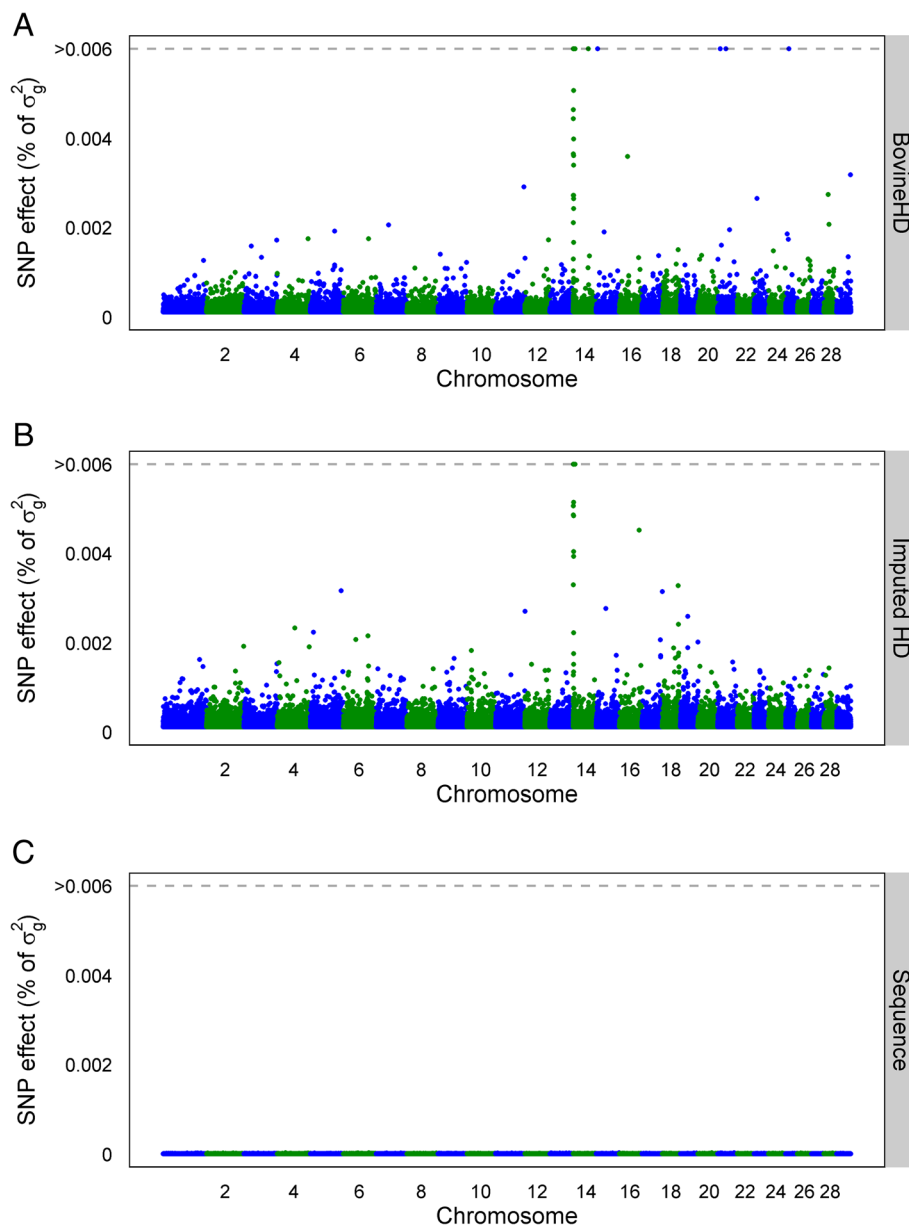 A
SNP effect (% of σ²g)
>0.006
0.004
0.002
0
2 4 6 8 10 12 14 16 18 20 22 24 26 28
Chromosome
BovineHD
B
SNP effect (% of σ²g)
>0.006
0.004
0.002
0
2 4 6 8 10 12 14 16 18 20 22 24 26 28
Chromosome
Imputed HD
C
SNP effect (% of σ²g)
>0.006
0.004
0.002
0
2 4 6 8 10 12 14 16 18 20 22 24 26 28
Chromosome
Sequence